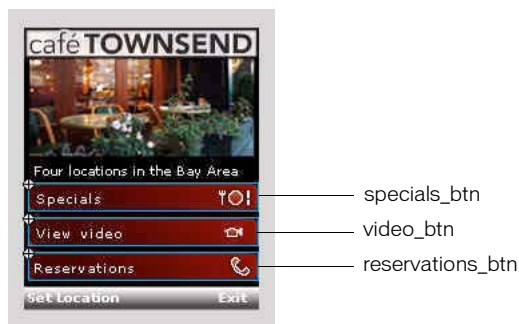 café TOWNSEND
Four locations in the Bay Area
Specials
specials_btn
View video
video_btn
Reservations
reservations_btn
Set Location Exit